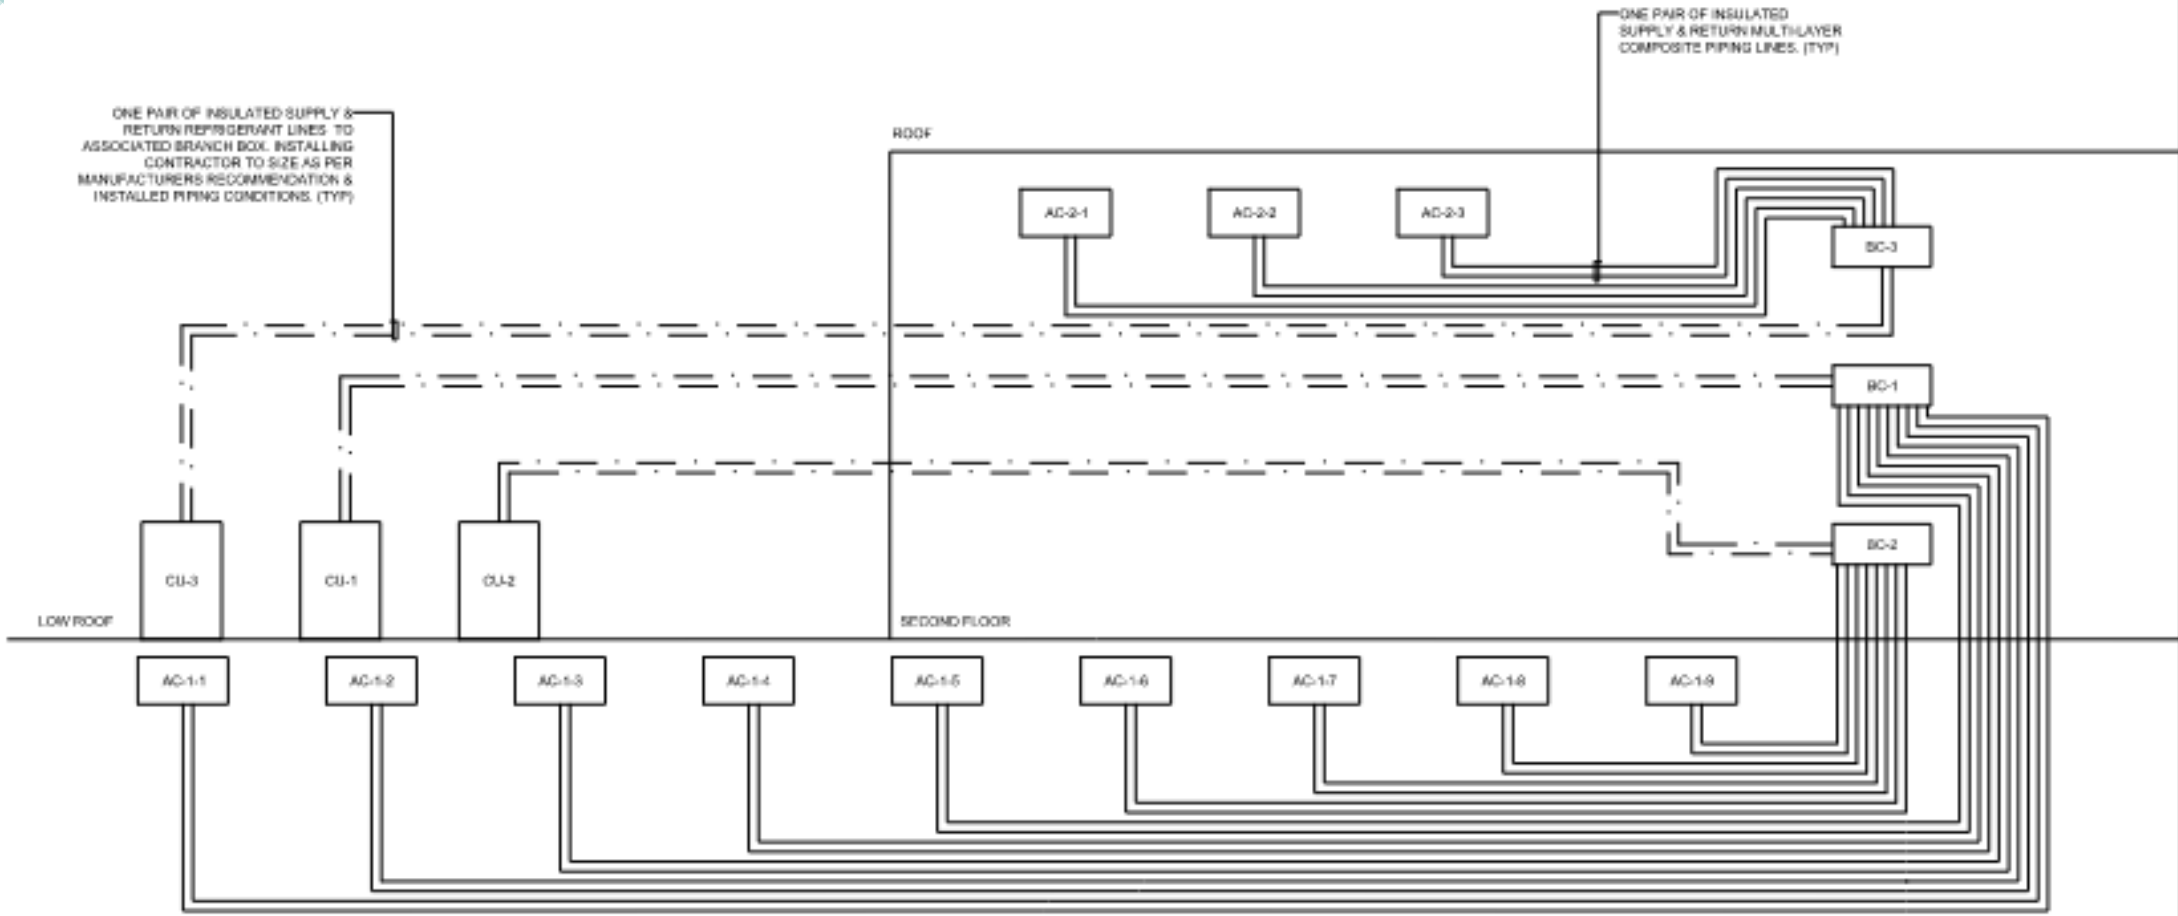 ONE PAIR OF INSULATED
SUPPLY & RETURN MULTI-LAYER
COMPOSITE PIPING LINES. (TYP)
ONE PAIR OF INSULATED SUPPLY &
RETURN REFRIGERANT LINES TO
ASSOCIATED BRANCH BOX. INSTALLING
CONTRACTOR TO SIZE AS PER
MANUFACTURERS RECOMMENDATION &
INSTALLED PIPING CONDITIONS. (TYP)
ROOF
AC-2-1
AC-2-2
AC-2-3
BC-3
BC-1
BC-2
CU-3
CU-1
CU-2
LOW ROOF
SECOND FLOOR
AC-1-1
AC-1-2
AC-1-3
AC-1-4
AC-1-5
AC-1-6
AC-1-7
AC-1-8
AC-1-9